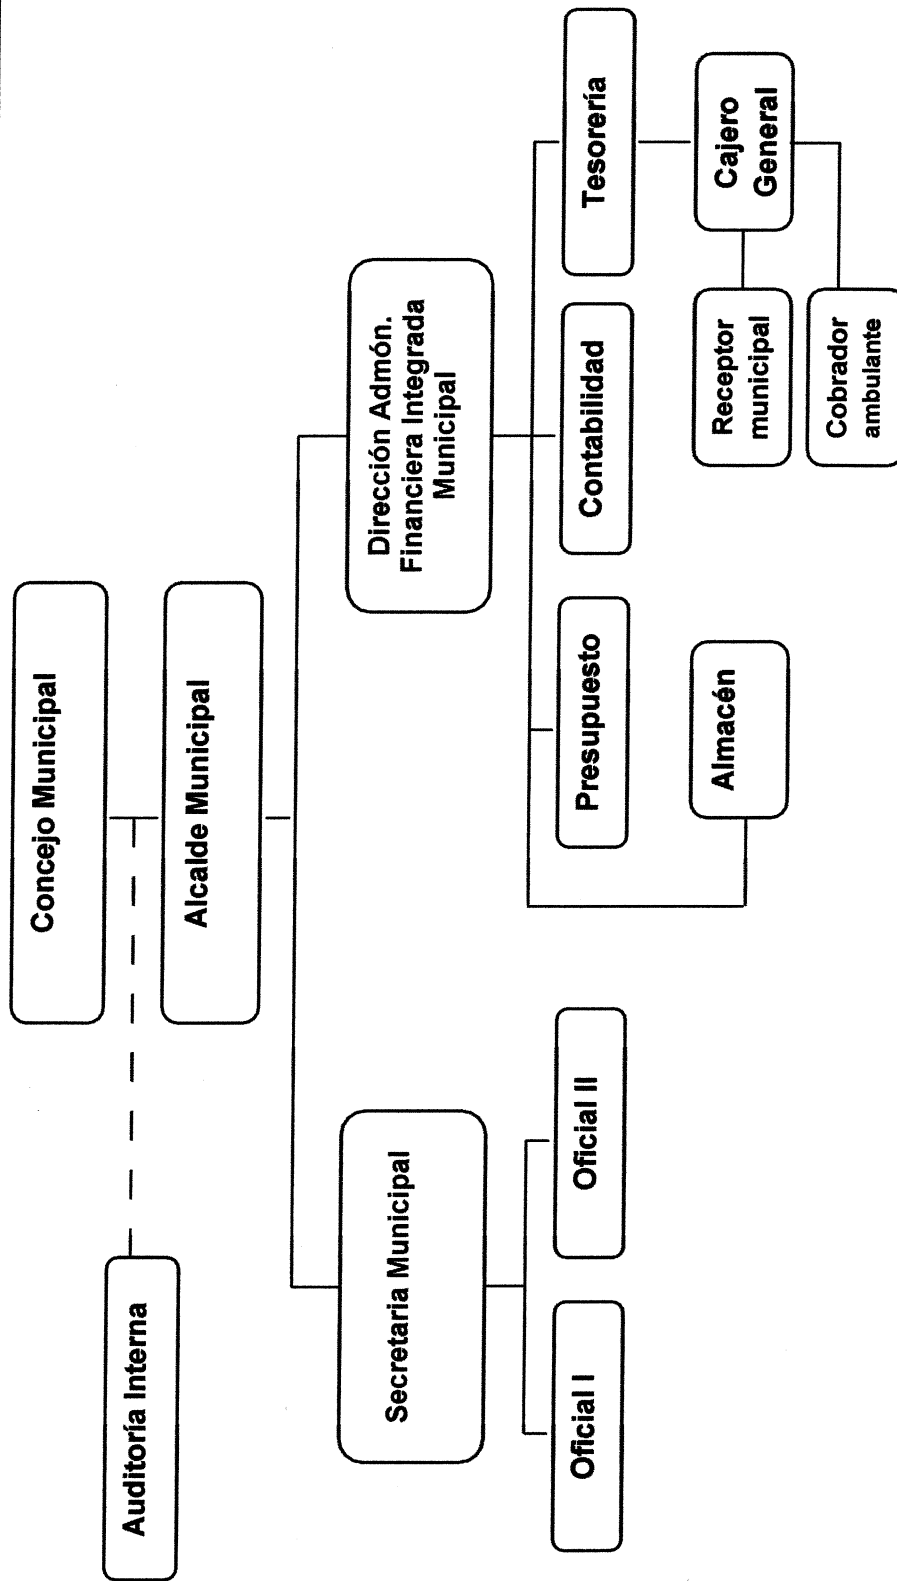 Concejo Municipal
Auditoría Interna
Alcalde Municipal
Secretaria Municipal
Dirección Admón.
Financiera Integrada
Municipal
Oficial I
Oficial II
Presupuesto
Contabilidad
Tesorería
Almacén
Cajero
General
Receptor
municipal
Cobrador
ambulante